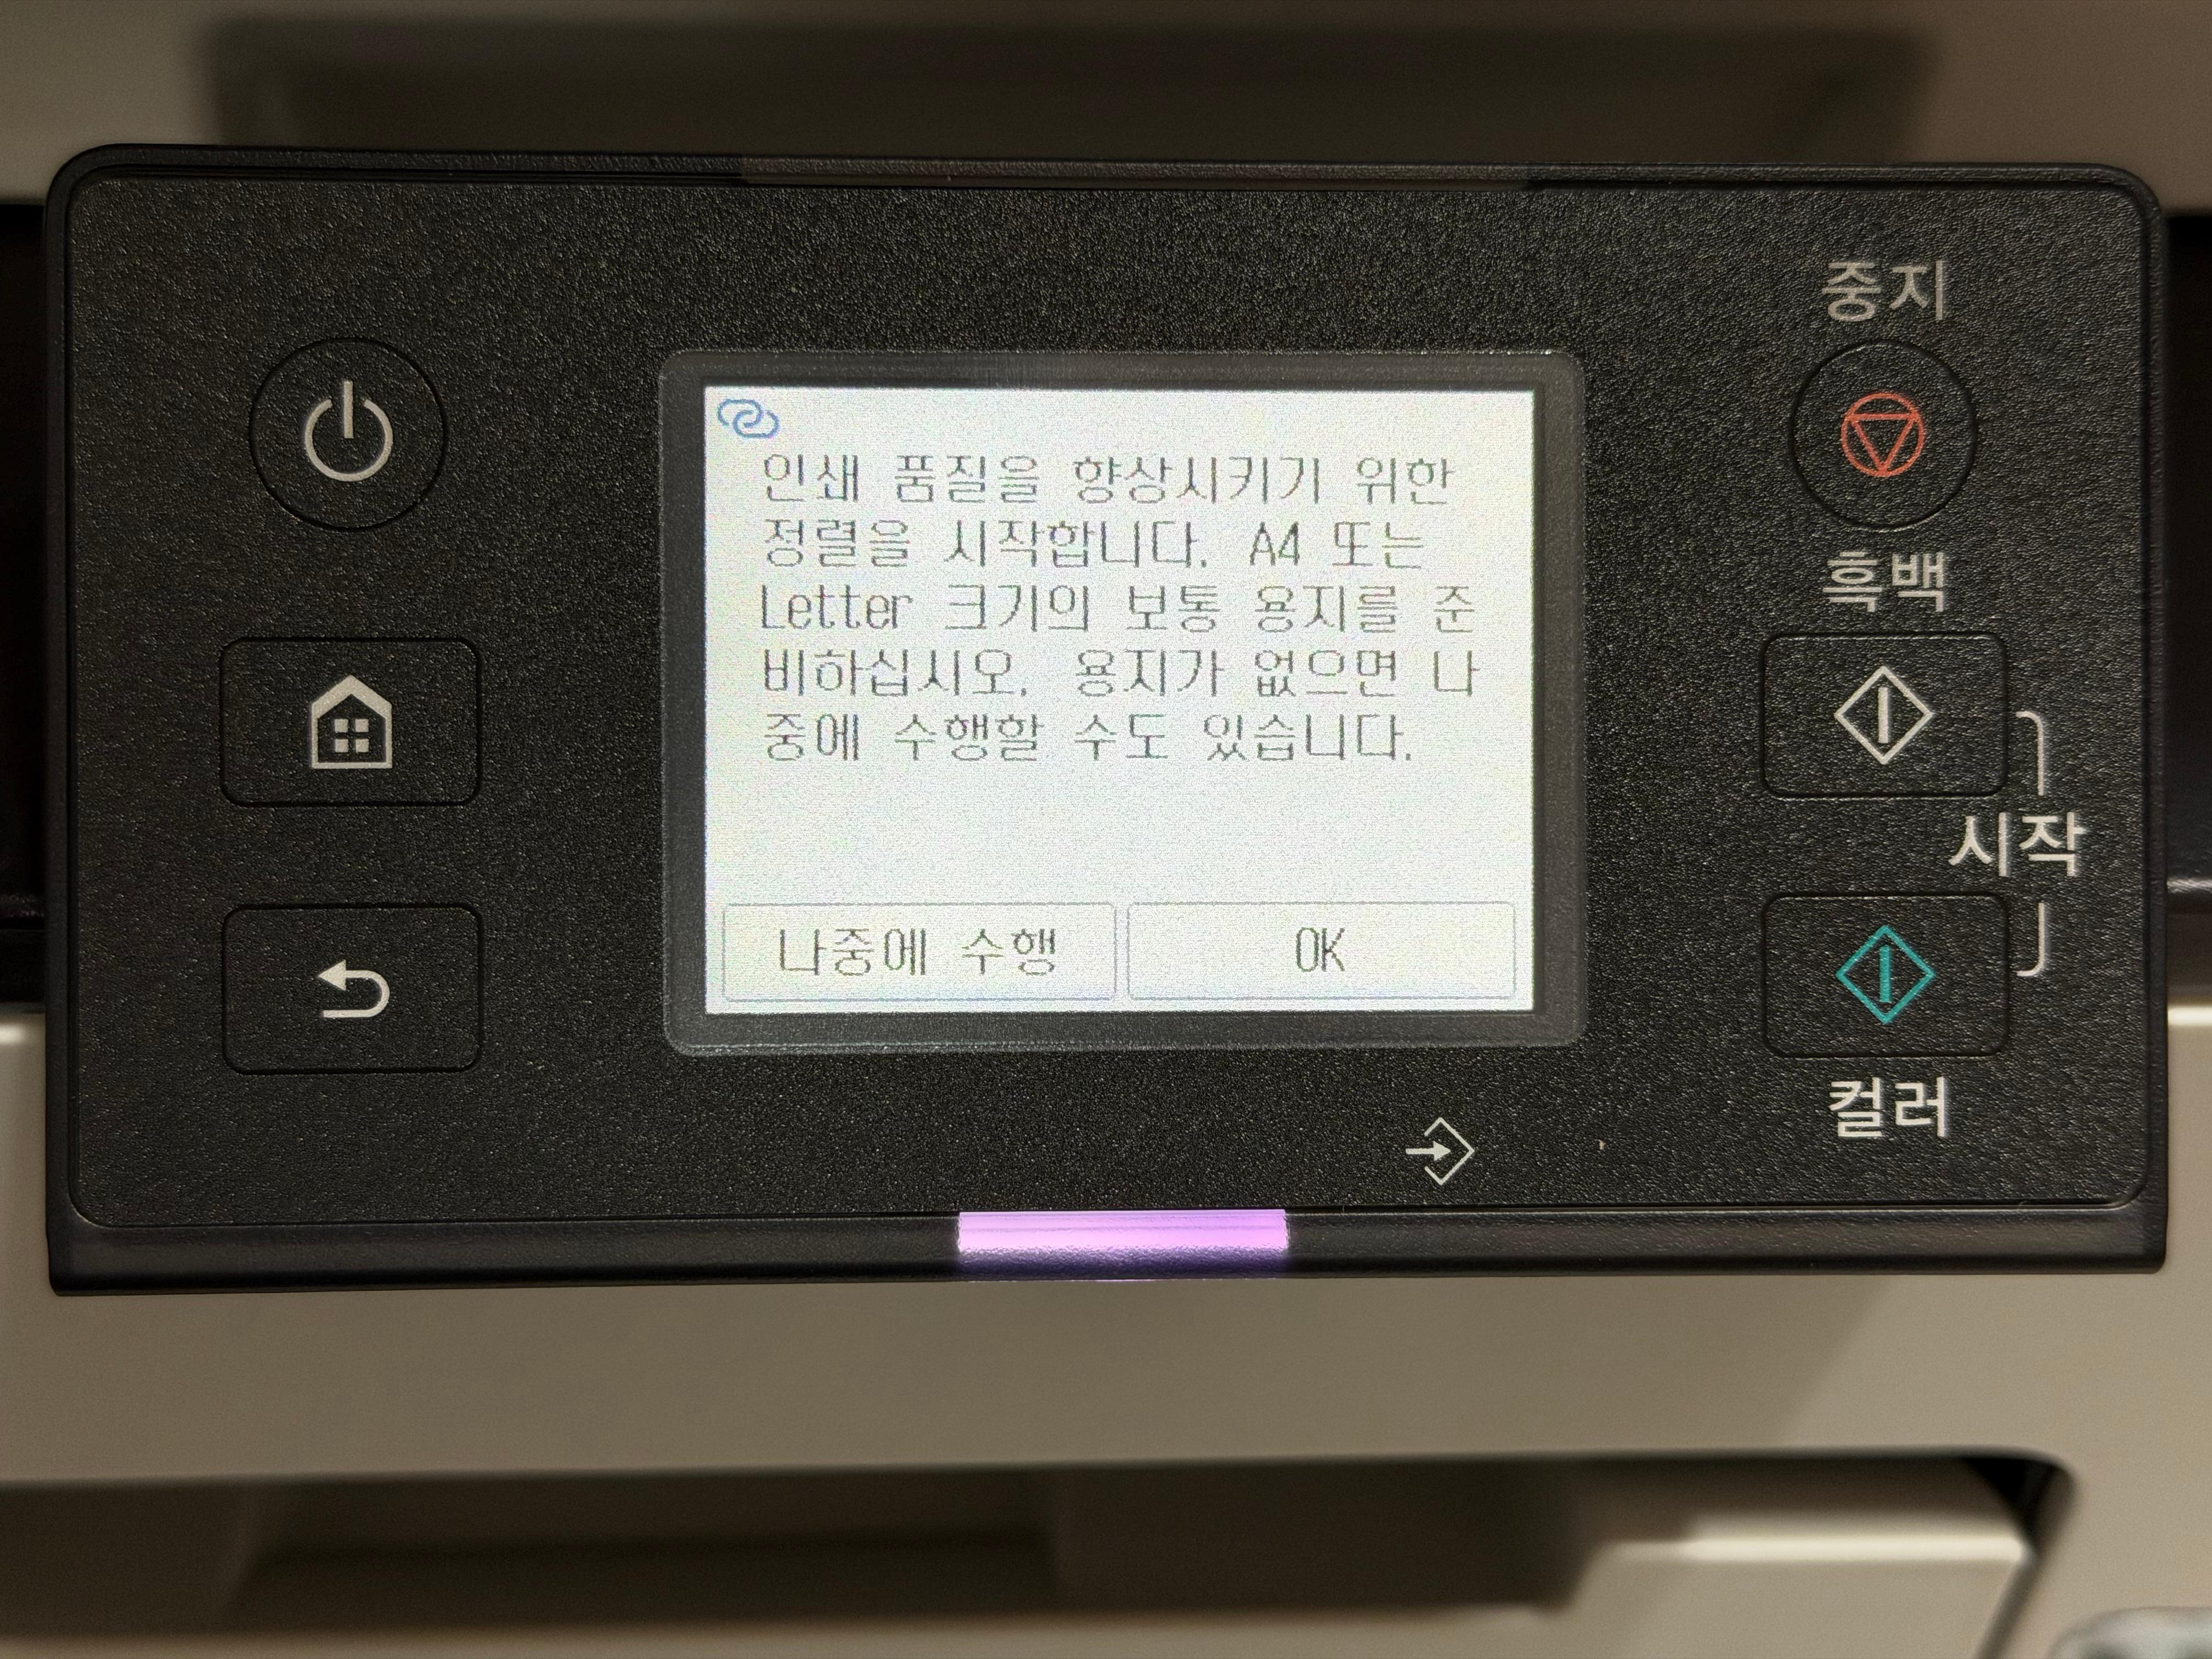 중지
인쇄 품질을 향상시키기 위한
정렬을 시작합니다. A4 또는
Letter 크기의 보통 용지를 준
비하십시오. 용지가 없으면 나
중에 수행할 수도 있습니다.
나중에 수행
OK
흑백
시작
컬러